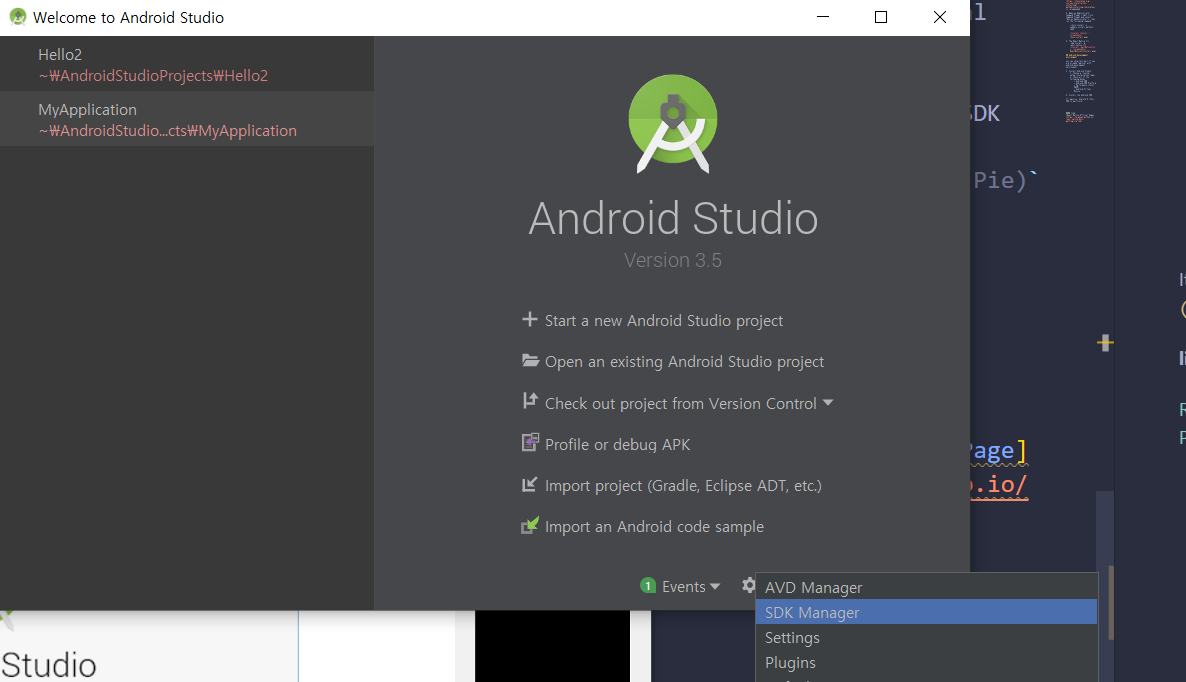 Welcome to Android Studio
Hello2
~₩AndroidStudioProjects₩Hello2
MyApplication
~₩AndroidStudio...cts₩MyApplication
Android Studio
Version 3.5
Start a new Android Studio project
Open an existing Android Studio project
Check out project from Version Control
Profile or debug APK
Import project (Gradle, Eclipse ADT, etc.)
Import an Android code sample
1 Events
AVD Manager
SDK Manager
Settings
Plugins
Studio
SDK
Pie)`
age]
.io/